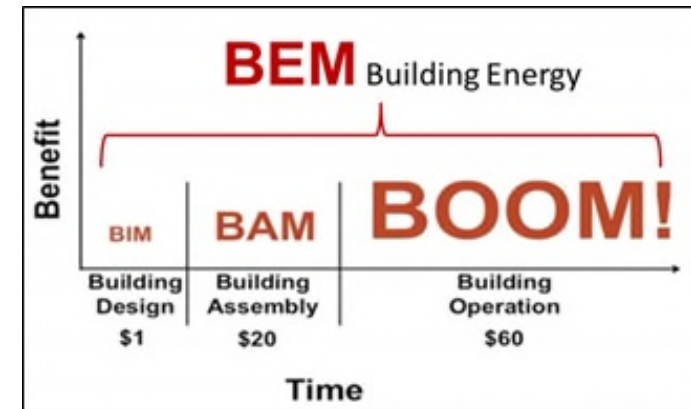 BEM Building Energy
Benefit
BIM
BAM
BOOM!
Building
Design
$1
Building
Assembly
$20
Building
Operation
$60
Time